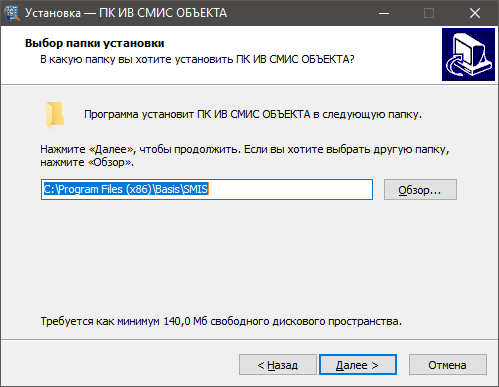 Установка — ПК ИВ СМИС ОБЪЕКТА
Выбор папки установки
В какую папку вы хотите установить ПК ИВ СМИС ОБЪЕКТА?
Программа установит ПК ИВ СМИС ОБЪЕКТА в следующую папку.
Нажмите «Далее», чтобы продолжить. Если вы хотите выбрать другую папку,
нажмите «Обзор».
C:\Program Files (x86)\Basis\SMIS
Обзор...
Требуется как минимум 140,0 Мб свободного дискового пространства.
< Назад
Далее >
Отмена